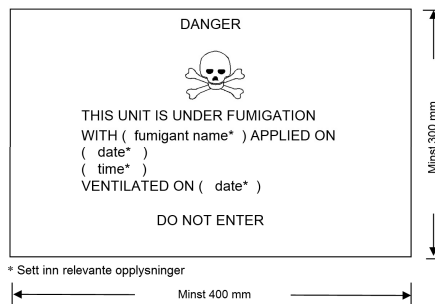 DANGER
THIS UNIT IS UNDER FUMIGATION
WITH ( fumigant name* ) APPLIED ON
( date* )
( time* )
VENTILATED ON ( date* )
DO NOT ENTER
Minst 300 mm
* Sett inn relevante opplysninger
Minst 400 mm